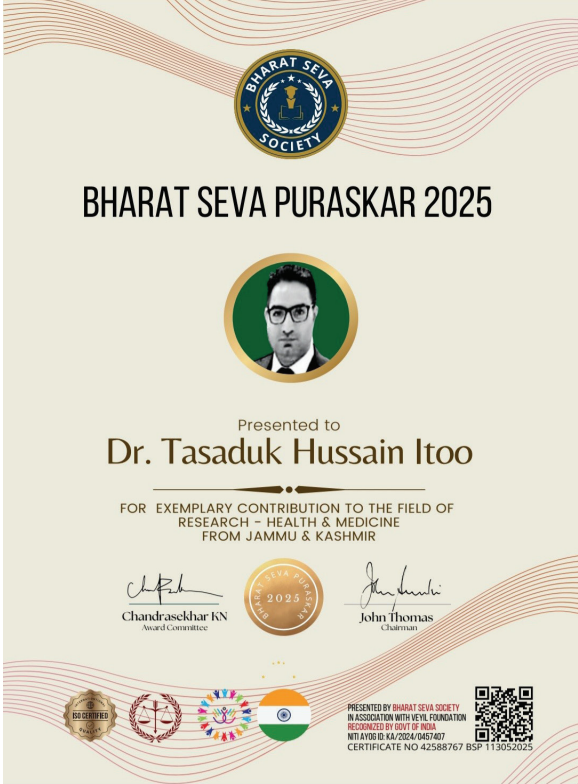 BHARAT SEVA
SOCIETY
BHARAT SEVA PURASKAR 2025
Presented to
Dr. Tasaduk Hussain Itoo
FOR EXEMPLARY CONTRIBUTION TO THE FIELD OF
RESEARCH - HEALTH & MEDICINE
FROM JAMMU & KASHMIR
Chandrasekhar KN
Award Committee
BHARAT SEVA PURASKAR
2025
John Thomas
Chairman
ISO CERTIFIED
QUALITY
PRESENTED BY BHARAT SEVA SOCIETY
IN ASSOCIATION WITH VEYIL FOUNDATION
RECOGNIZED BY GOVT OF INDIA
NITI AYOG ID: KA/2024/0457407
CERTIFICATE NO 42588767 BSP 113052025